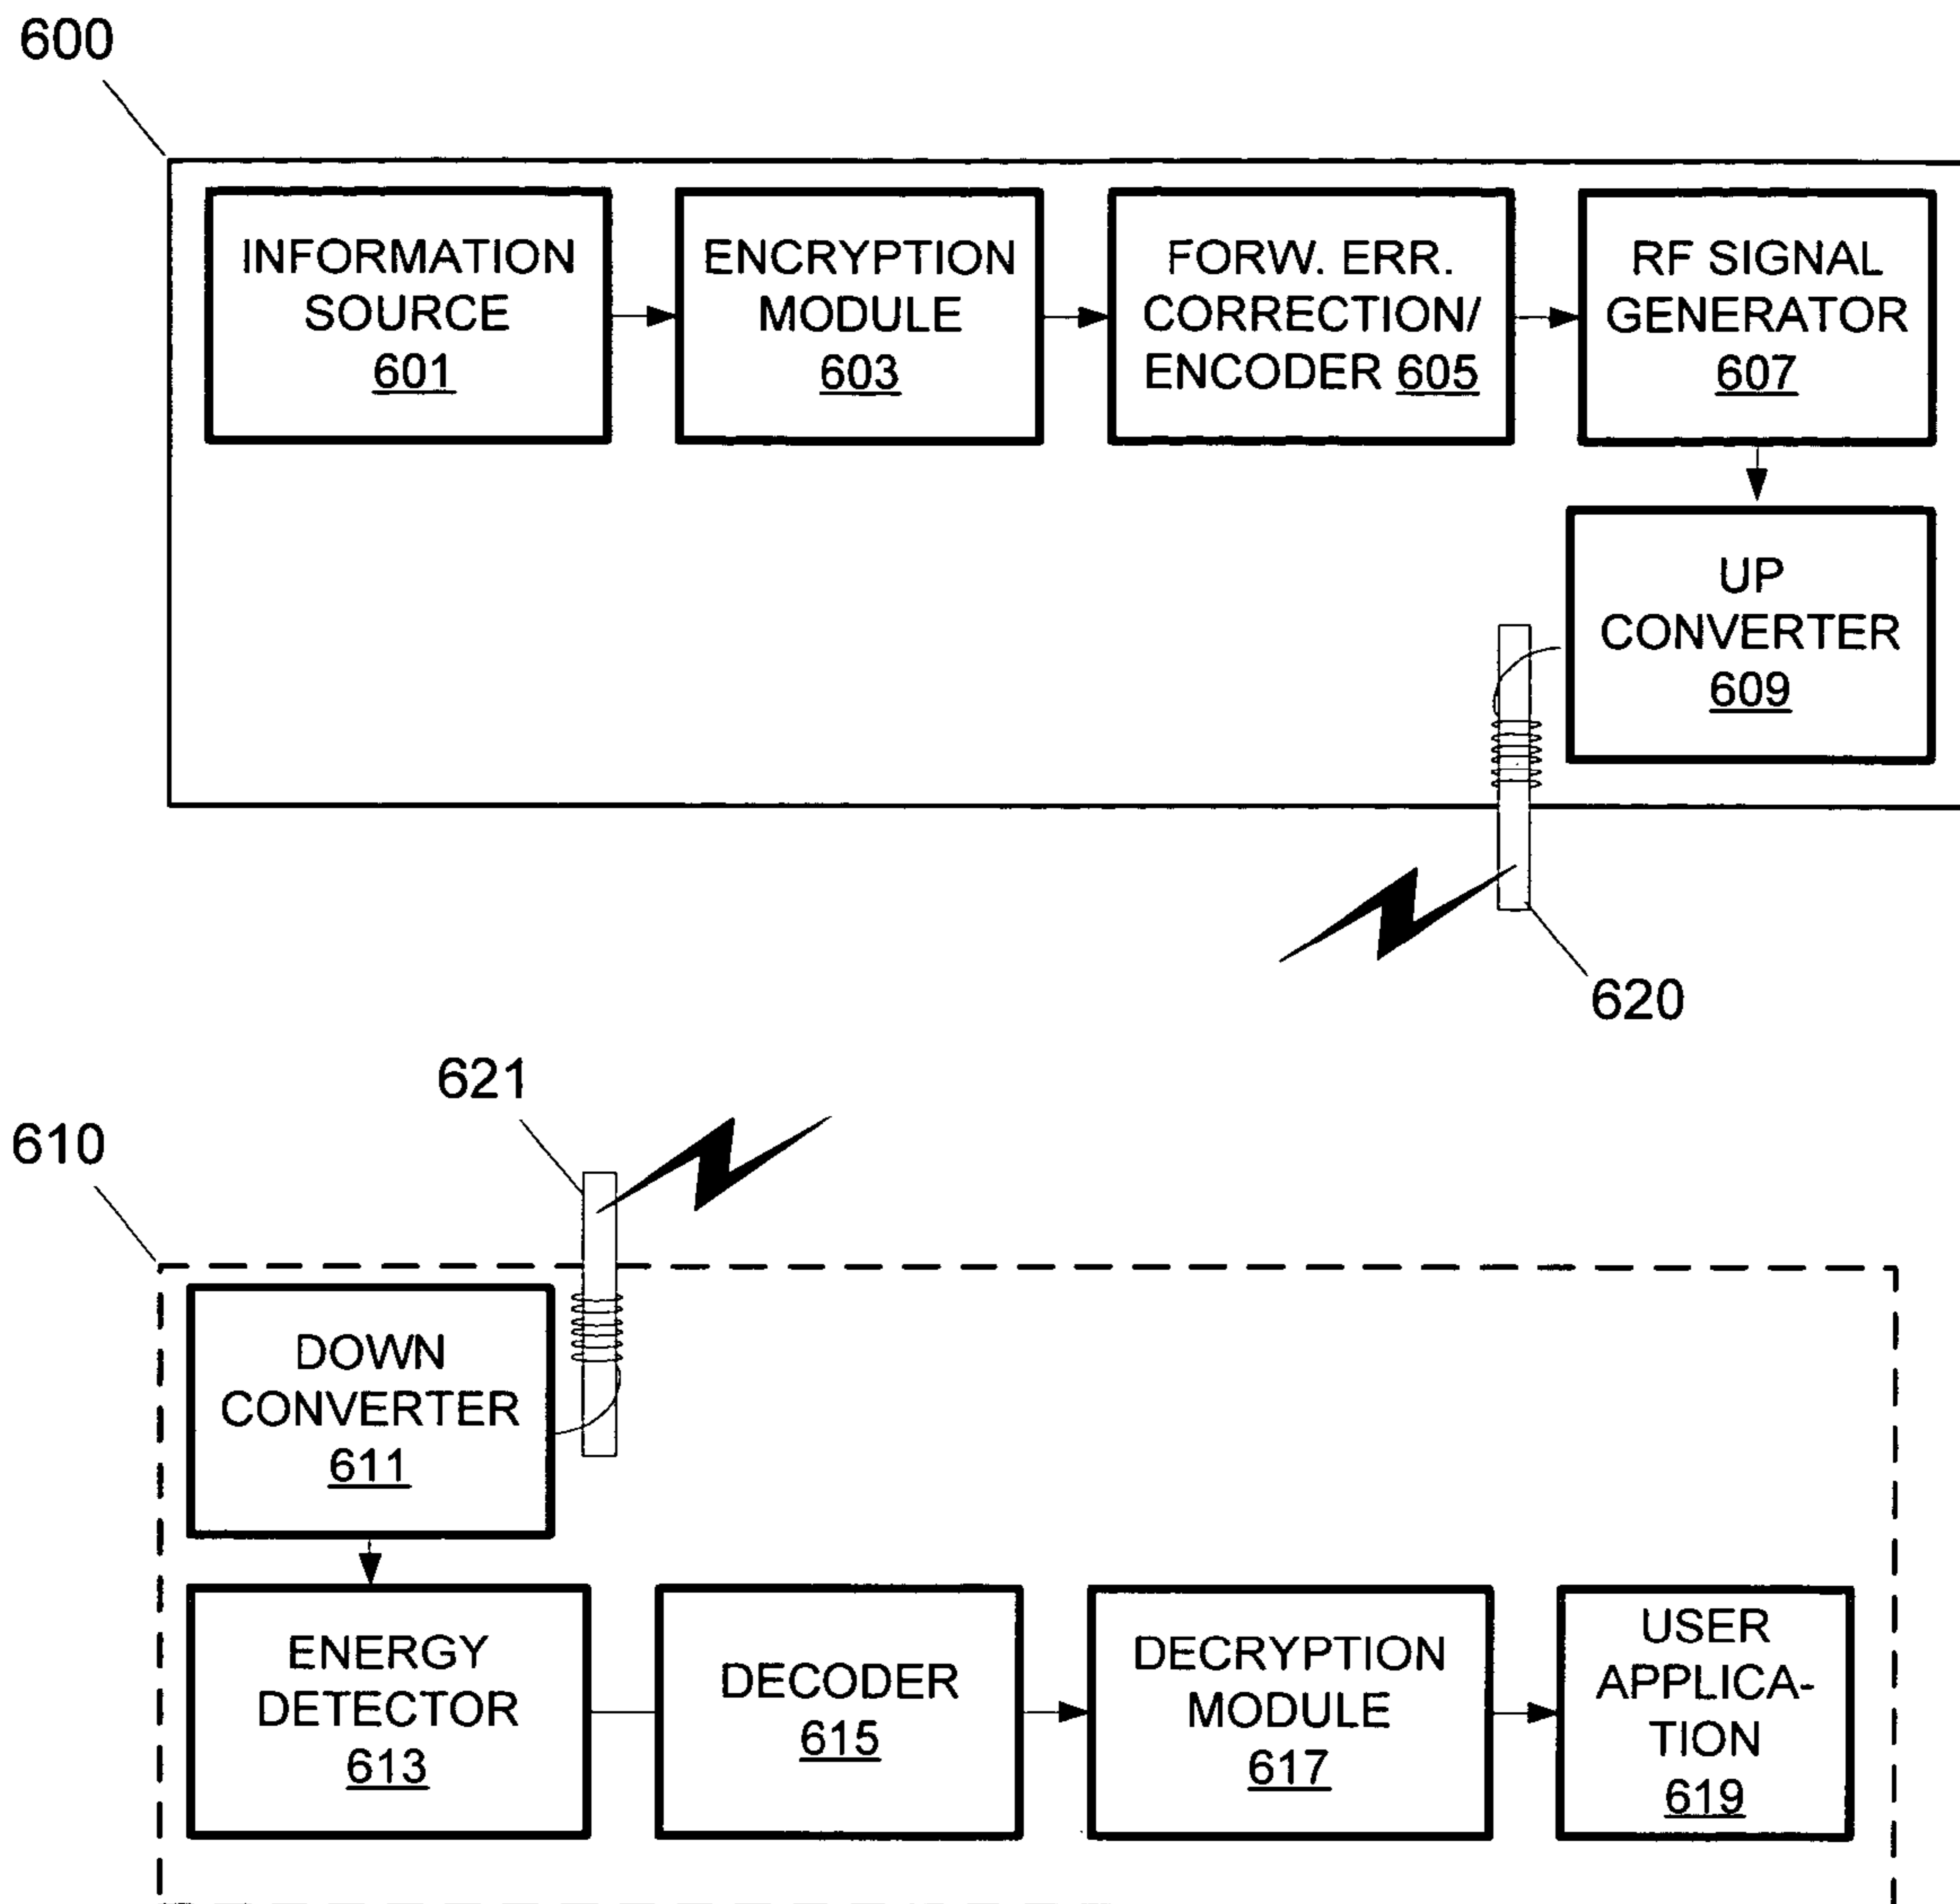 600
INFORMATION
SOURCE
601
ENCRYPTION
MODULE
603
FORW. ERR.
CORRECTION/
ENCODER 605
RF SIGNAL
GENERATOR
607
UP
CONVERTER
609
620
621
610
DOWN
CONVERTER
611
ENERGY
DETECTOR
613
DECODER
615
DECRYPTION
MODULE
617
USER
APPLICA-
TION
619